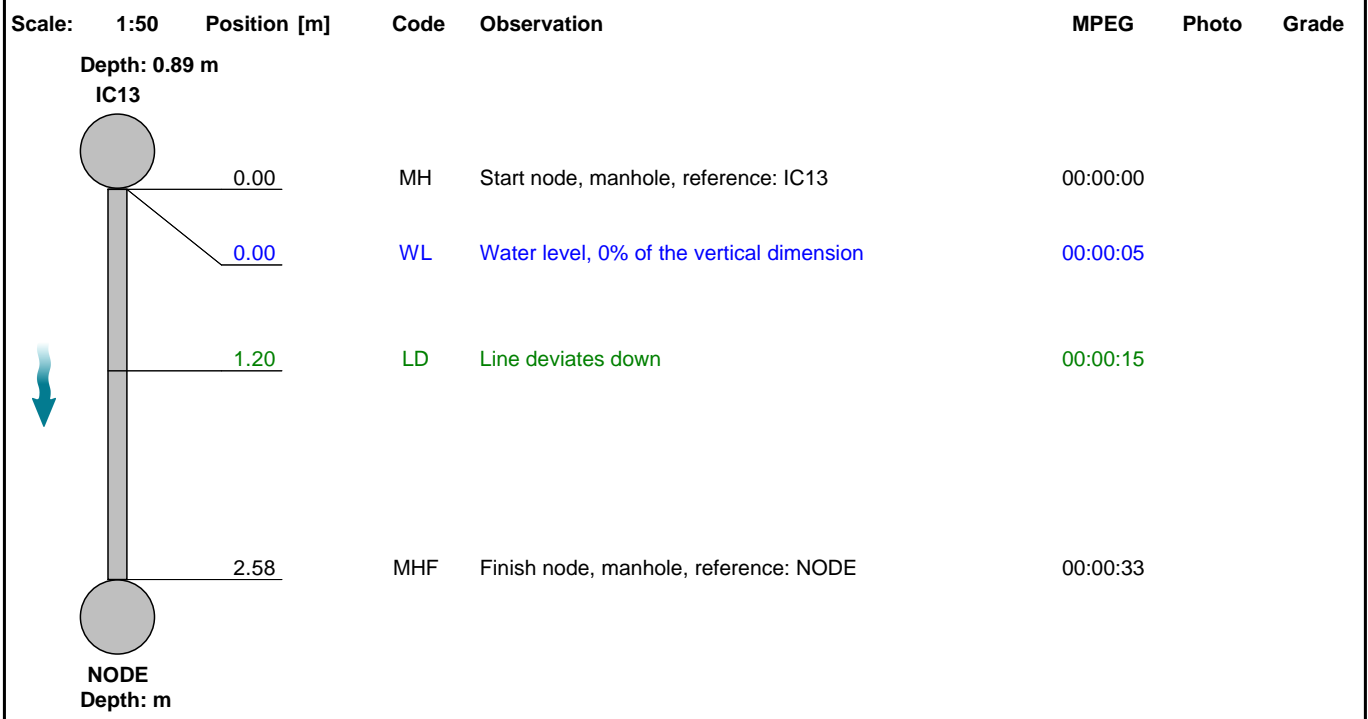 Scale: 1:50 Position [m] Code Observation MPEG Photo Grade
Depth: 0.89 m
IC13
0.00 MH Start node, manhole, reference: IC13 00:00:00
0.00 WL Water level, 0% of the vertical dimension 00:00:05
1.20 LD Line deviates down 00:00:15
2.58 MHF Finish node, manhole, reference: NODE 00:00:33
NODE
Depth: m